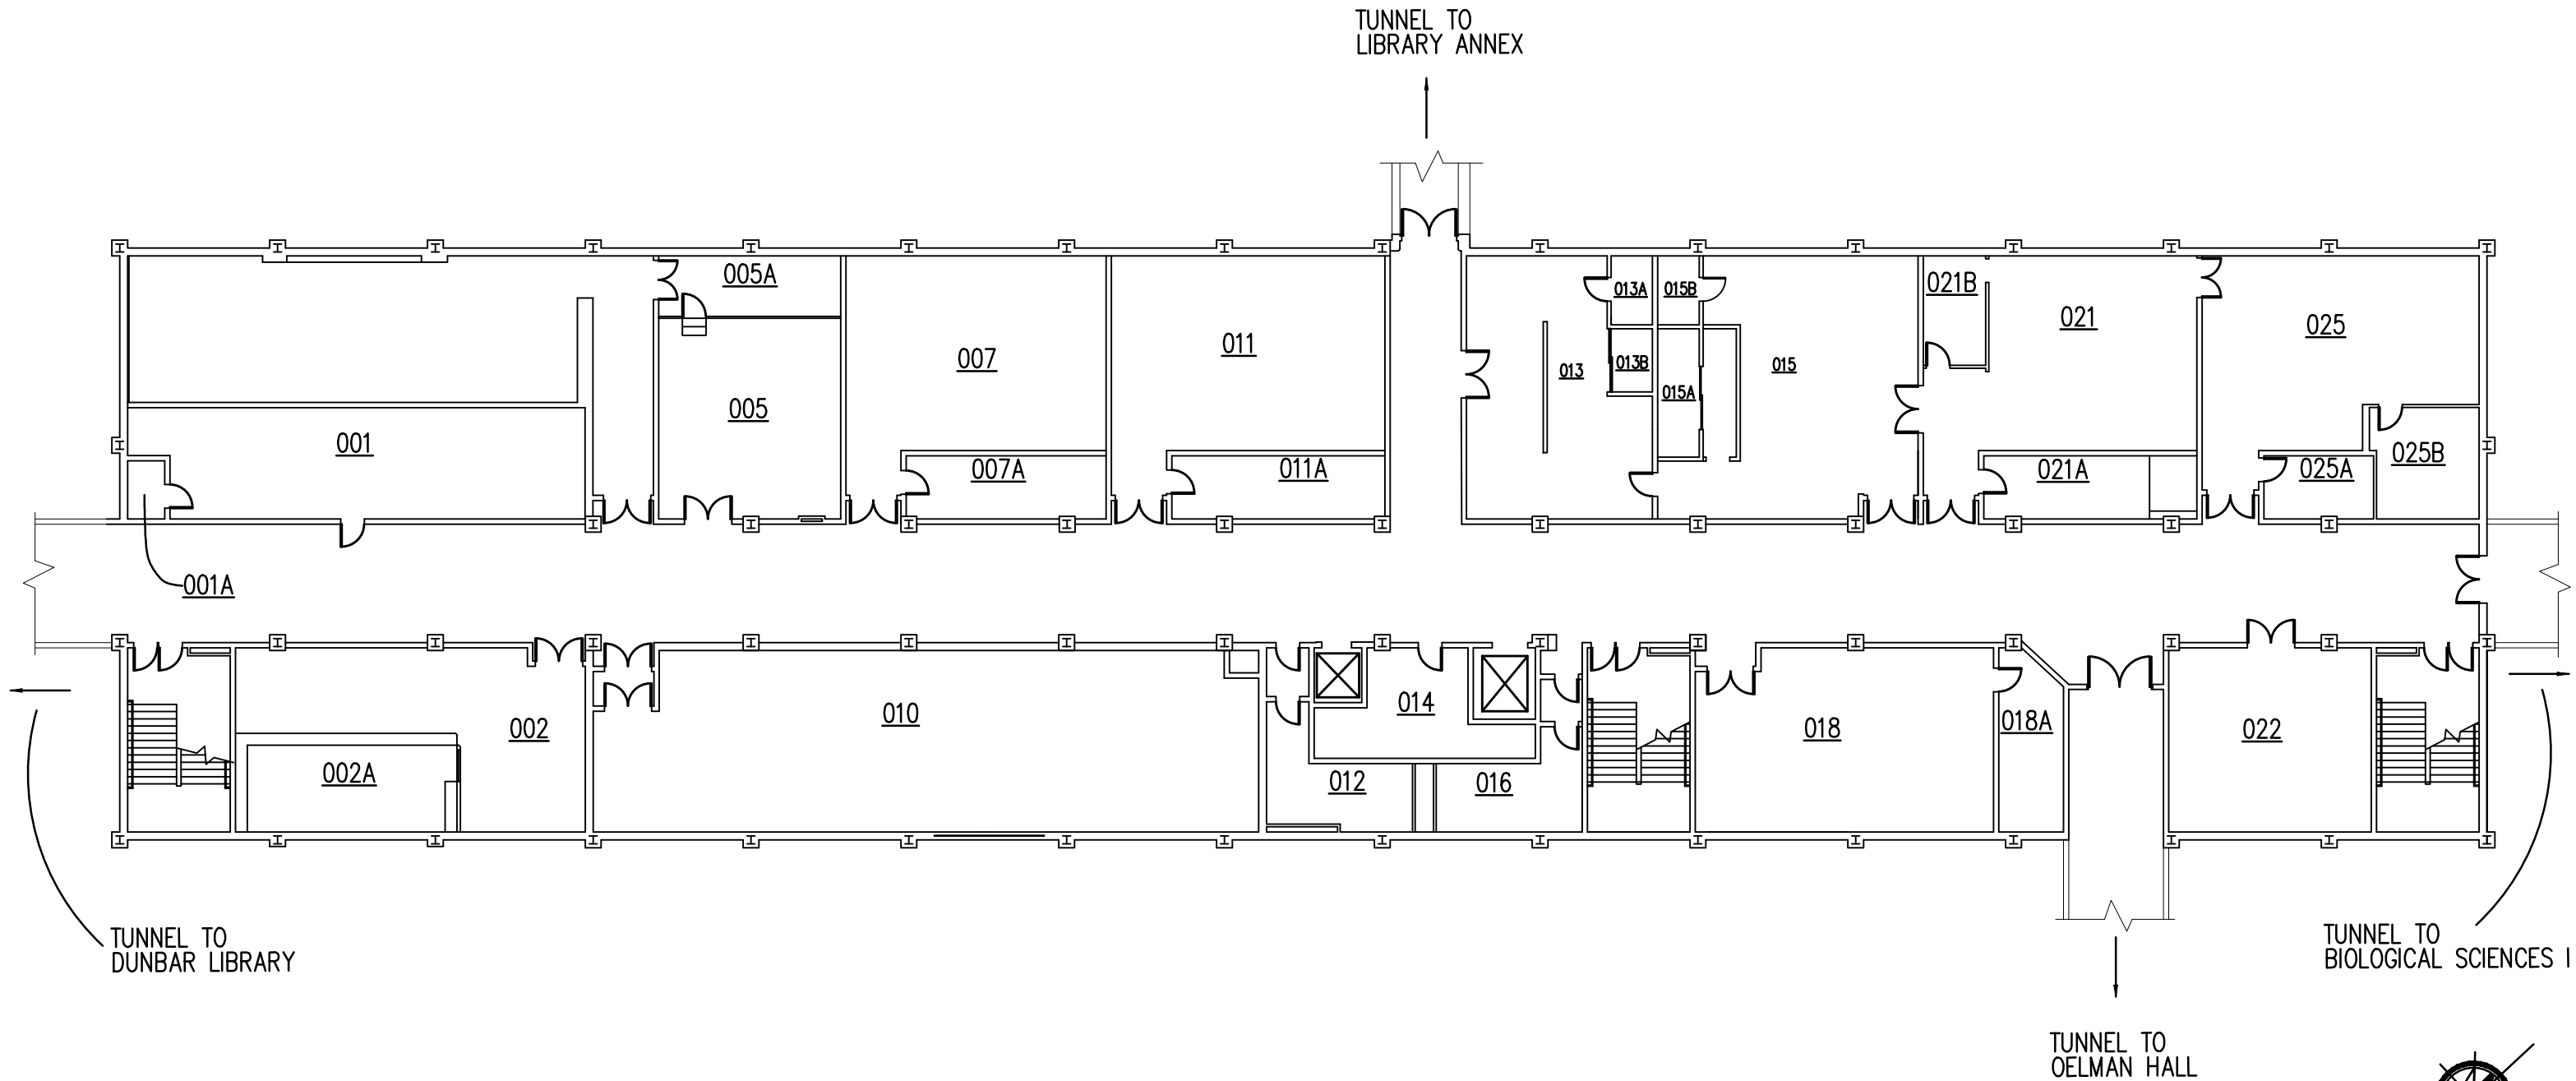 TUNNEL TO
LIBRARY ANNEX
005A
013A
015B
021B
021
025
011
007
013
013B
015
015A
005
001
007A
011A
021A
025A
025B
001A
002
010
014
018
018A
022
002A
012
016
TUNNEL TO
DUNBAR LIBRARY
TUNNEL TO
BIOLOGICAL SCIENCES I
TUNNEL TO
OELMAN HALL